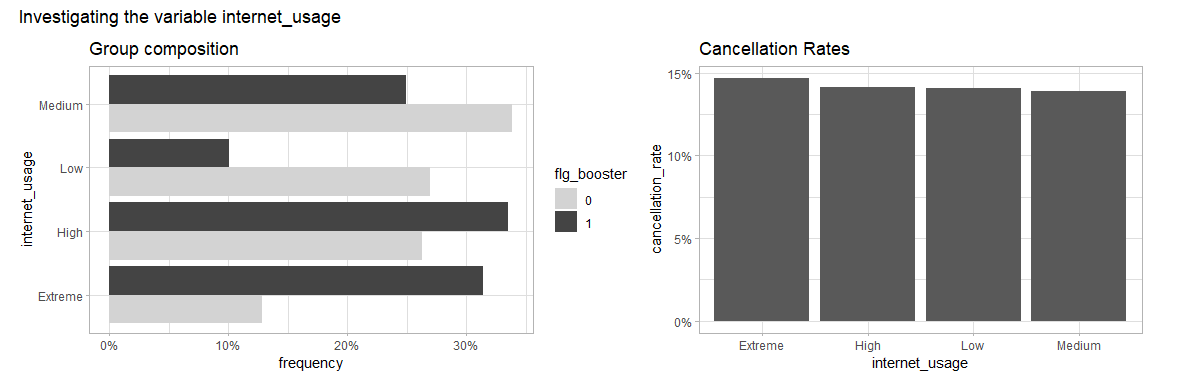 Investigating the variable internet_usage
Group composition
internet_usage
Medium
Low
High
Extreme
0%
10%
20%
30%
frequency
flg_booster
0
1
Cancellation Rates
cancellation_rate
15%
10%
5%
0%
Extreme
High
Low
Medium
internet_usage